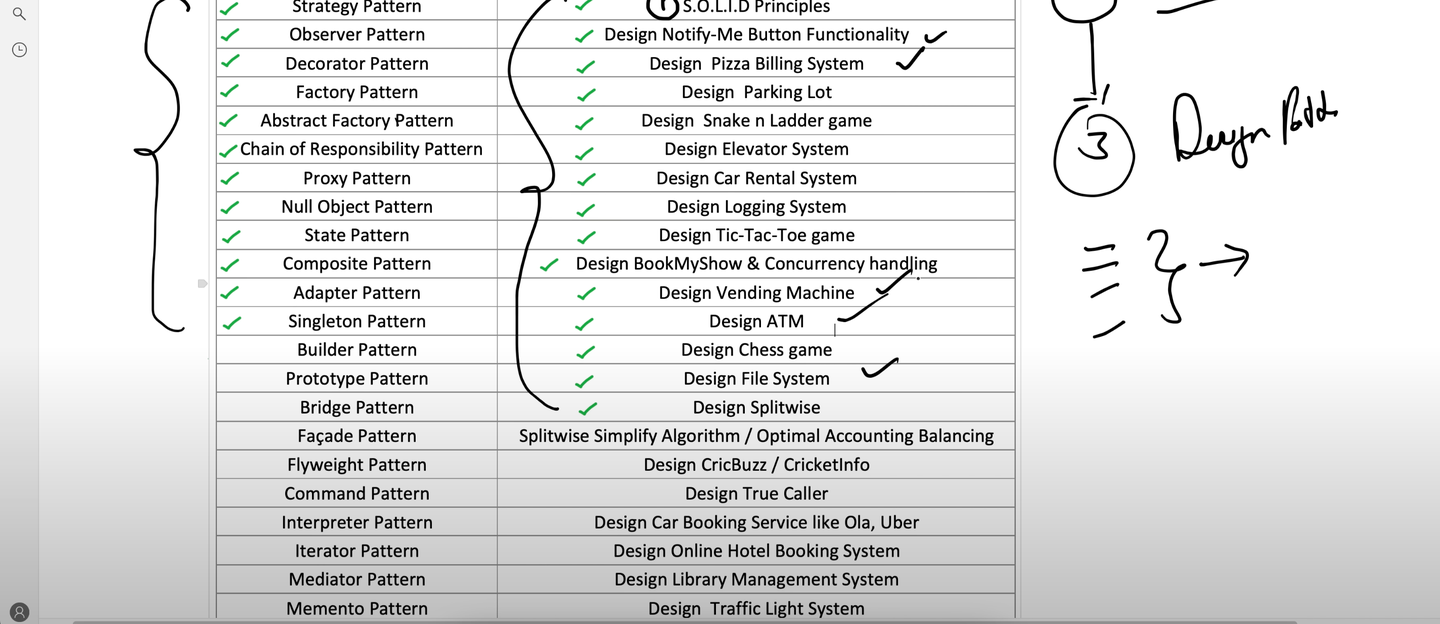 Strategy Pattern 1 S.O.L.I.D Principles
Observer Pattern Design Notify-Me Button Functionality
Decorator Pattern Design Pizza Billing System
Factory Pattern Design Parking Lot
Abstract Factory Pattern Design Snake n Ladder game
Chain of Responsibility Pattern Design Elevator System
Proxy Pattern Design Car Rental System
Null Object Pattern Design Logging System
State Pattern Design Tic-Tac-Toe game
Composite Pattern Design BookMyShow & Concurrency handling
Adapter Pattern Design Vending Machine
Singleton Pattern Design ATM
Builder Pattern Design Chess game
Prototype Pattern Design File System
Bridge Pattern Design Splitwise
Façade Pattern Splitwise Simplify Algorithm / Optimal Accounting Balancing
Flyweight Pattern Design CricBuzz / CricketInfo
Command Pattern Design True Caller
Interpreter Pattern Design Car Booking Service like Ola, Uber
Iterator Pattern Design Online Hotel Booking System
Mediator Pattern Design Library Management System
Memento Pattern Design Traffic Light System
3 Design